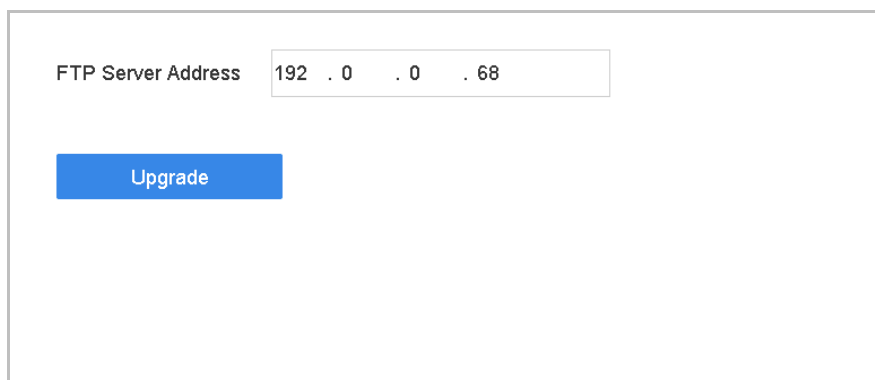 FTP Server Address 192 . 0 . 0 . 68
Upgrade